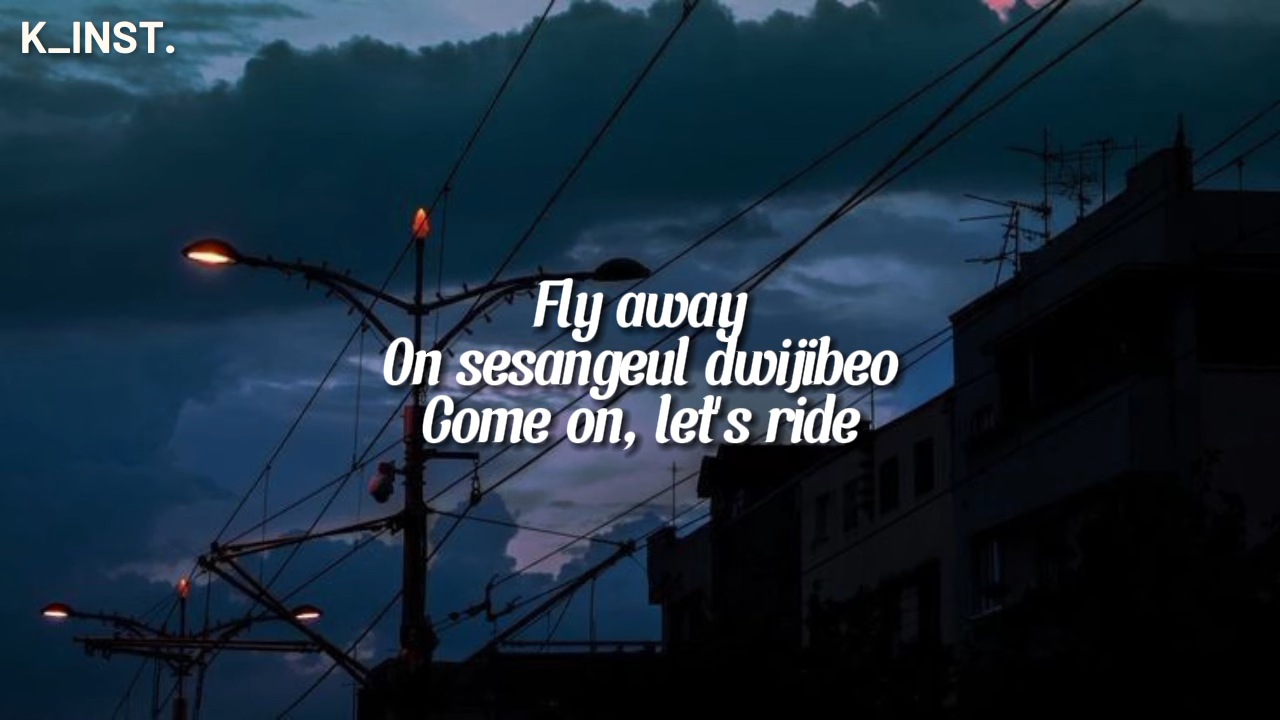 K_INST.
Fly away
On sesangeul dwijibeo
Come on, let's ride